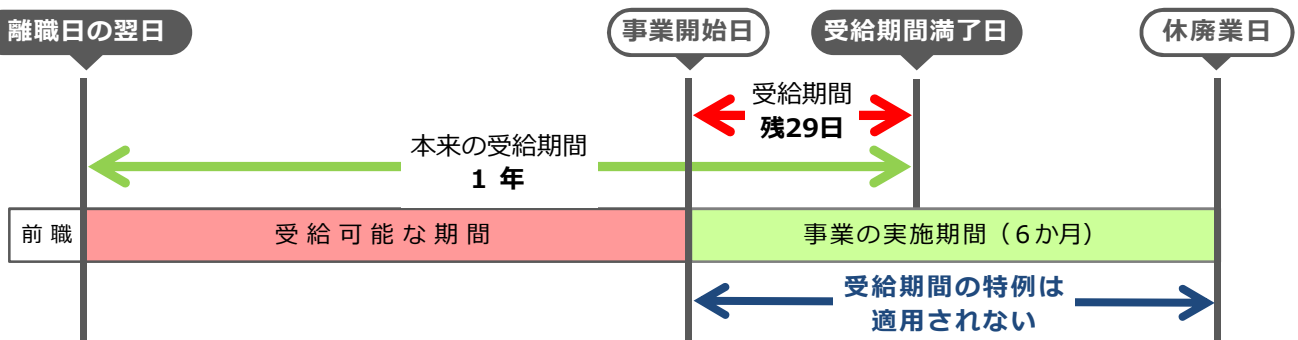 離職日の翌日
事業開始日
受給期間満了日
休廃業日
受給期間
残29日
本来の受給期間
1 年
前 職
受 給 可 能 な 期 間
事業の実施期間(6か月)
受給期間の特例は
適用されない